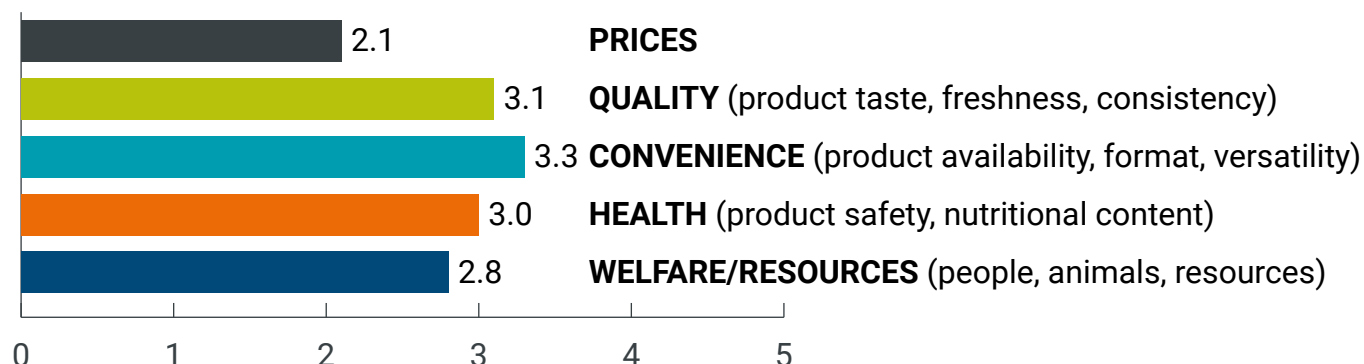 2.1 PRICES
3.1 QUALITY (product taste, freshness, consistency)
3.3 CONVENIENCE (product availability, format, versatility)
3.0 HEALTH (product safety, nutritional content)
2.8 WELFARE/RESOURCES (people, animals, resources)
0 1 2 3 4 5